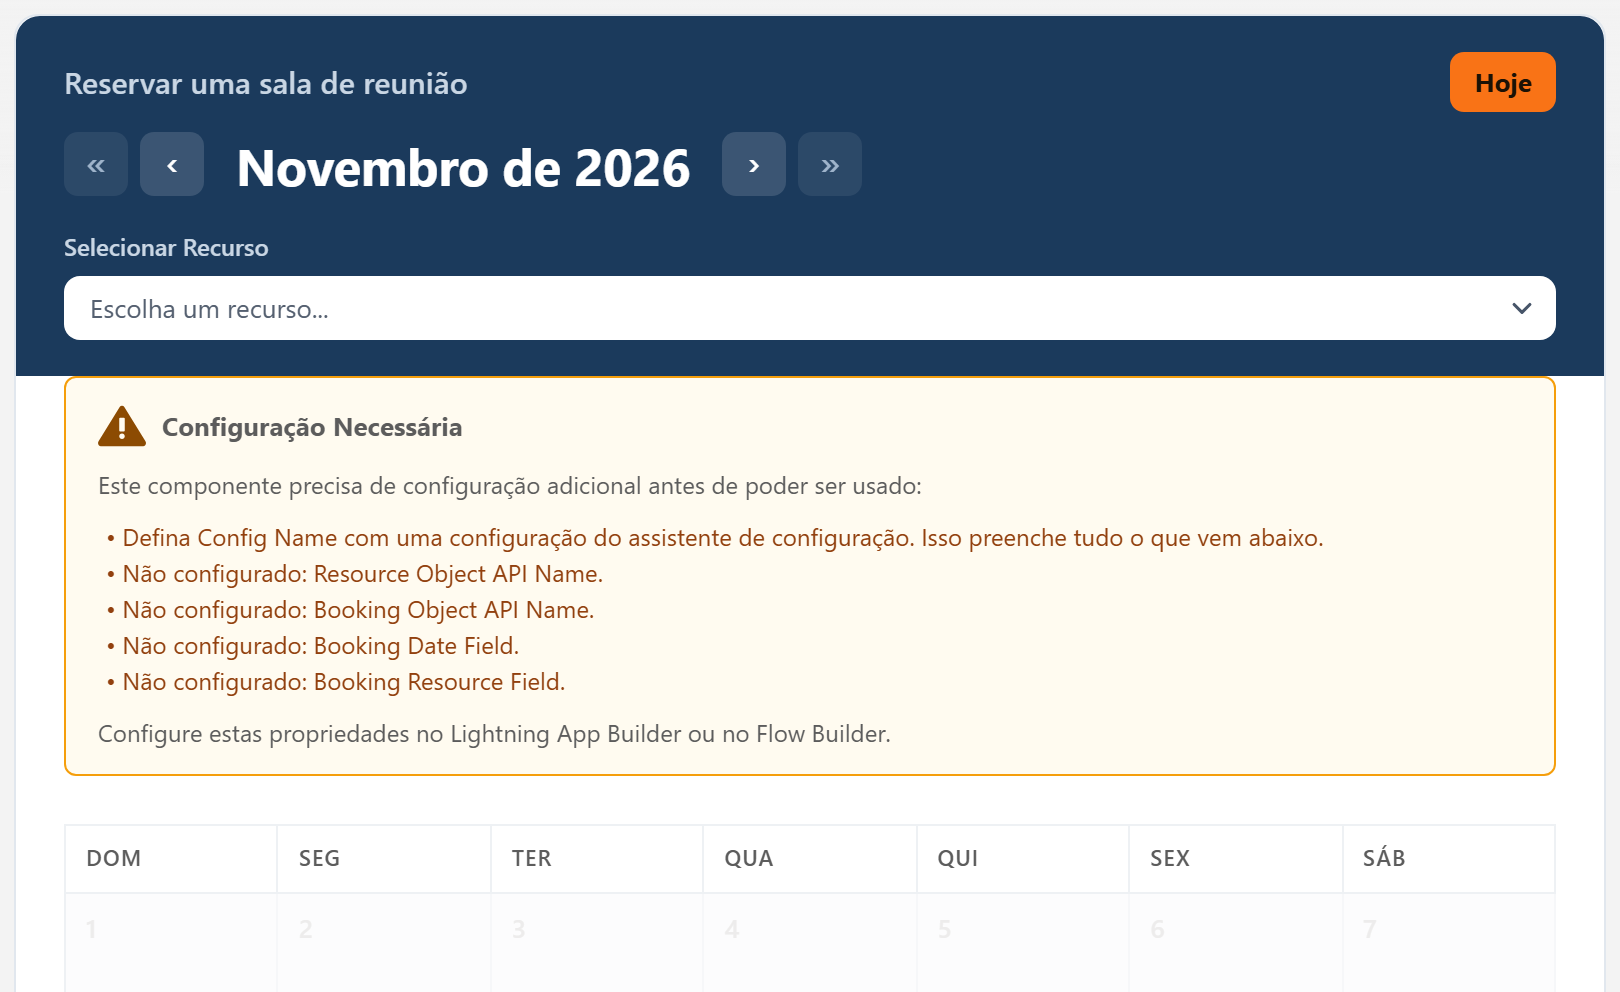 Reservar uma sala de reunião
Hoje
« ‹ Novembro de 2026 › »
Selecionar Recurso
Escolha um recurso...
Configuração Necessária
Este componente precisa de configuração adicional antes de poder ser usado:
• Defina Config Name com uma configuração do assistente de configuração. Isso preenche tudo o que vem abaixo.
• Não configurado: Resource Object API Name.
• Não configurado: Booking Object API Name.
• Não configurado: Booking Date Field.
• Não configurado: Booking Resource Field.
Configure estas propriedades no Lightning App Builder ou no Flow Builder.
DOM SEG TER QUA QUI SEX SÁB
1 2 3 4 5 6 7